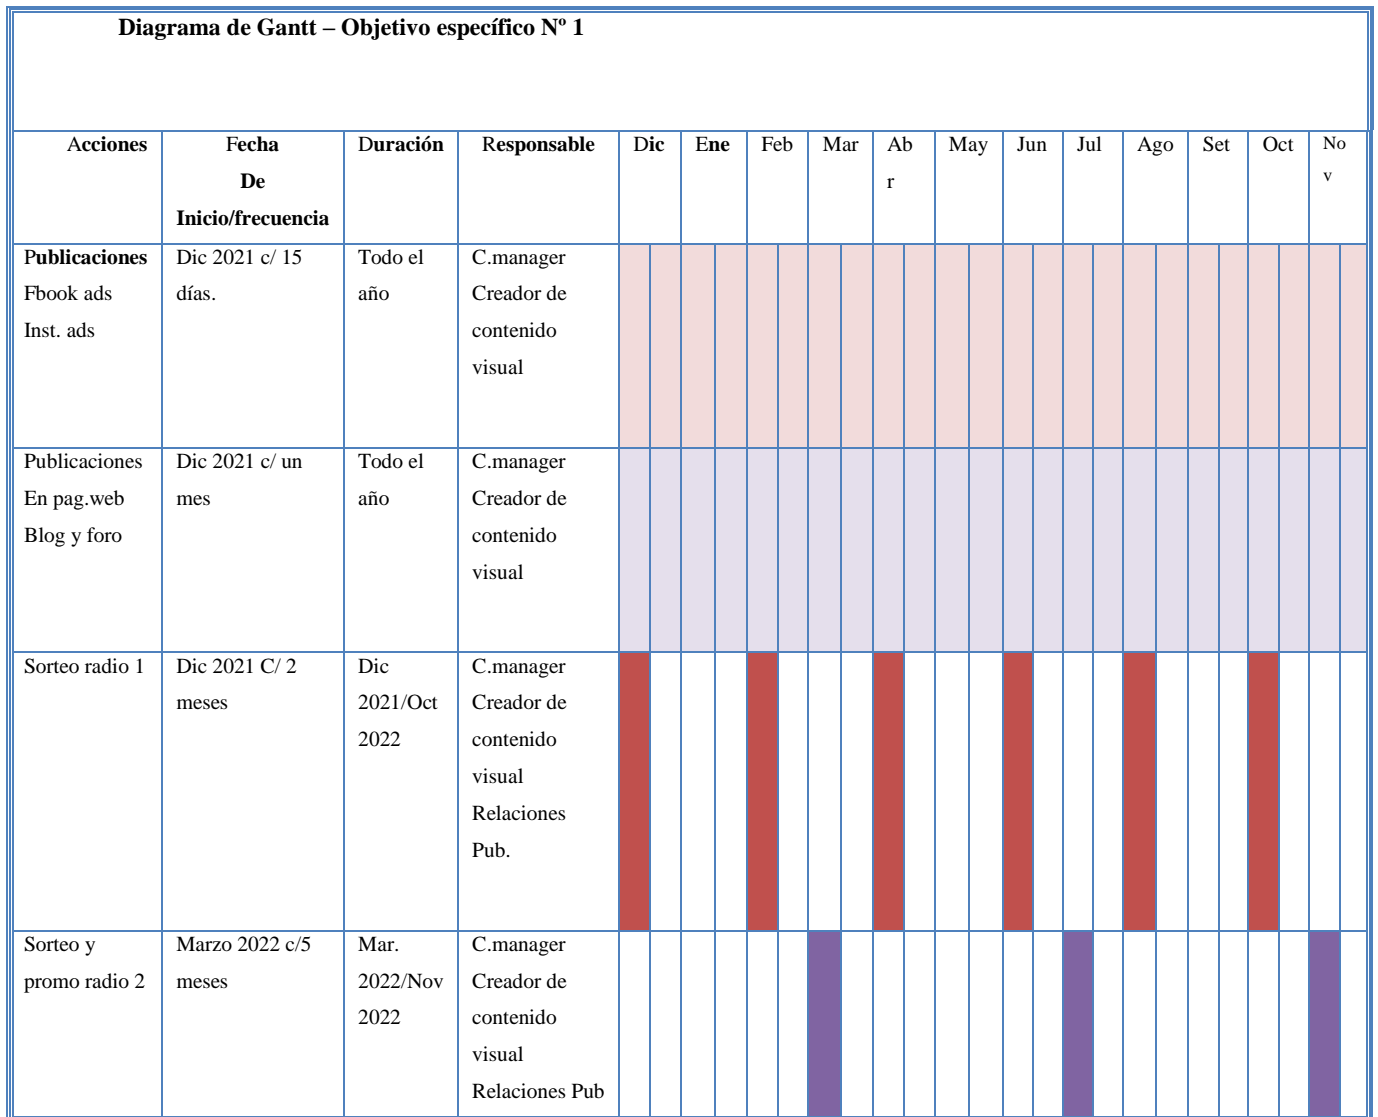 Diagrama de Gantt – Objetivo específico Nº 1
Acciones
Fecha
De
Inicio/frecuencia
Duración
Responsable
Dic
Ene
Feb
Mar
Ab
r
May
Jun
Jul
Ago
Set
Oct
No
v
Publicaciones
Fbook ads
Inst. ads
Dic 2021 c/ 15
días.
Todo el
año
C.manager
Creador de
contenido
visual
Publicaciones
En pag.web
Blog y foro
Dic 2021 c/ un
mes
Todo el
año
C.manager
Creador de
contenido
visual
Sorteo radio 1
Dic 2021 C/ 2
meses
Dic
2021/Oct
2022
C.manager
Creador de
contenido
visual
Relaciones
Pub.
Sorteo y
promo radio 2
Marzo 2022 c/5
meses
Mar.
2022/Nov
2022
C.manager
Creador de
contenido
visual
Relaciones Pub